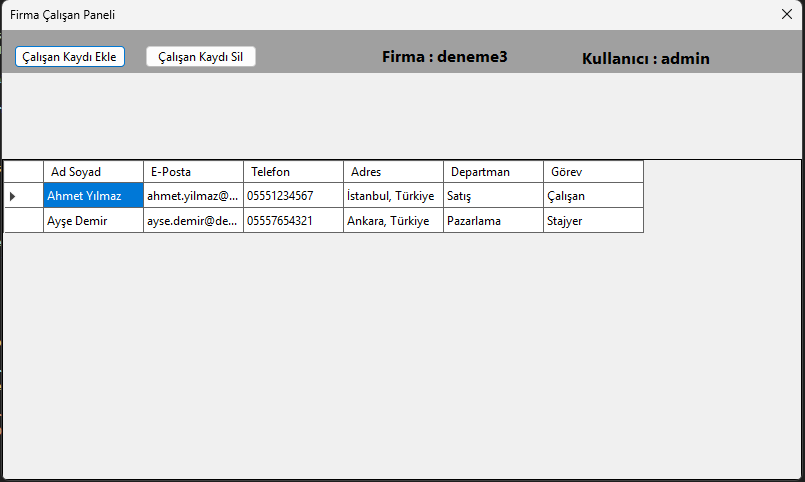 Firma Çalışan Paneli
Çalışan Kaydı Ekle Çalışan Kaydı Sil Firma : deneme3 Kullanıcı : admin
Ad Soyad E-Posta Telefon Adres Departman Görev
Ahmet Yılmaz ahmet.yilmaz@... 05551234567 İstanbul, Türkiye Satış Çalışan
Ayşe Demir ayse.demir@de... 05557654321 Ankara, Türkiye Pazarlama Stajyer